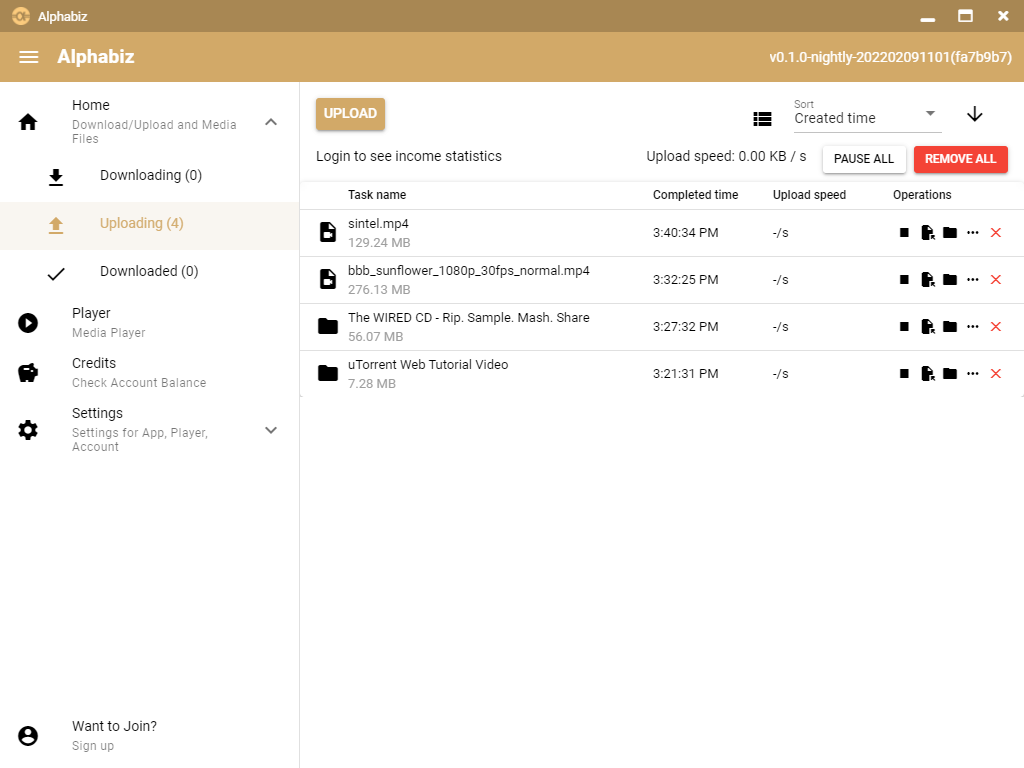 Alphabiz
Alphabiz
v0.1.0-nightly-202202091101(fa7b9b7)
Home
Download/Upload and Media
Files
Downloading (0)
Uploading (4)
Downloaded (0)
Player
Media Player
Credits
Check Account Balance
Settings
Settings for App, Player,
Account
Want to Join?
Sign up
UPLOAD
Sort
Created time
Login to see income statistics
Upload speed: 0.00 KB / s
PAUSE ALL
REMOVE ALL
Task name Completed time Upload speed Operations
sintel.mp4
129.24 MB
3:40:34 PM -/s
bbb_sunflower_1080p_30fps_normal.mp4
276.13 MB
3:32:25 PM -/s
The WIRED CD - Rip. Sample. Mash. Share
56.07 MB
3:27:32 PM -/s
uTorrent Web Tutorial Video
7.28 MB
3:21:31 PM -/s